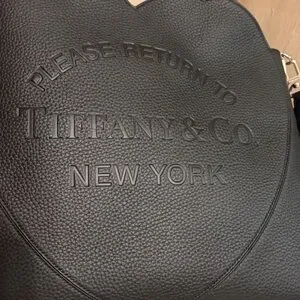 PLEASE RETURN TO
TIFFANY & CO.
NEW YORK